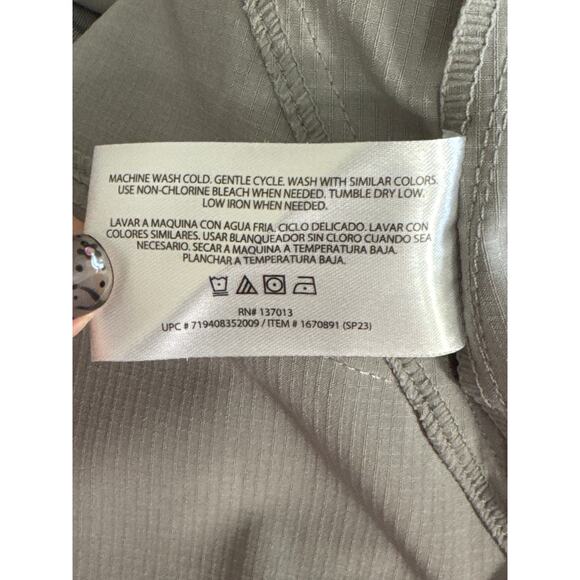 MACHINE WASH COLD. GENTLE CYCLE. WASH WITH SIMILAR COLORS.
USE NON-CHLORINE BLEACH WHEN NEEDED. TUMBLE DRY LOW.
LOW IRON WHEN NEEDED.
LAVAR A MAQUINA CON AGUA FRIA. CICLO DELICADO. LAVAR CON
COLORES SIMILARES. USAR BLANQUEADOR SIN CLORO CUANDO SEA
NECESARIO. SECAR A MAQUINA A TEMPERATURA BAJA.
PLANCHAR A TEMPERATURA BAJA.
RN# 137013
UPC # 719408352009 / ITEM # 1670891 (SP23)